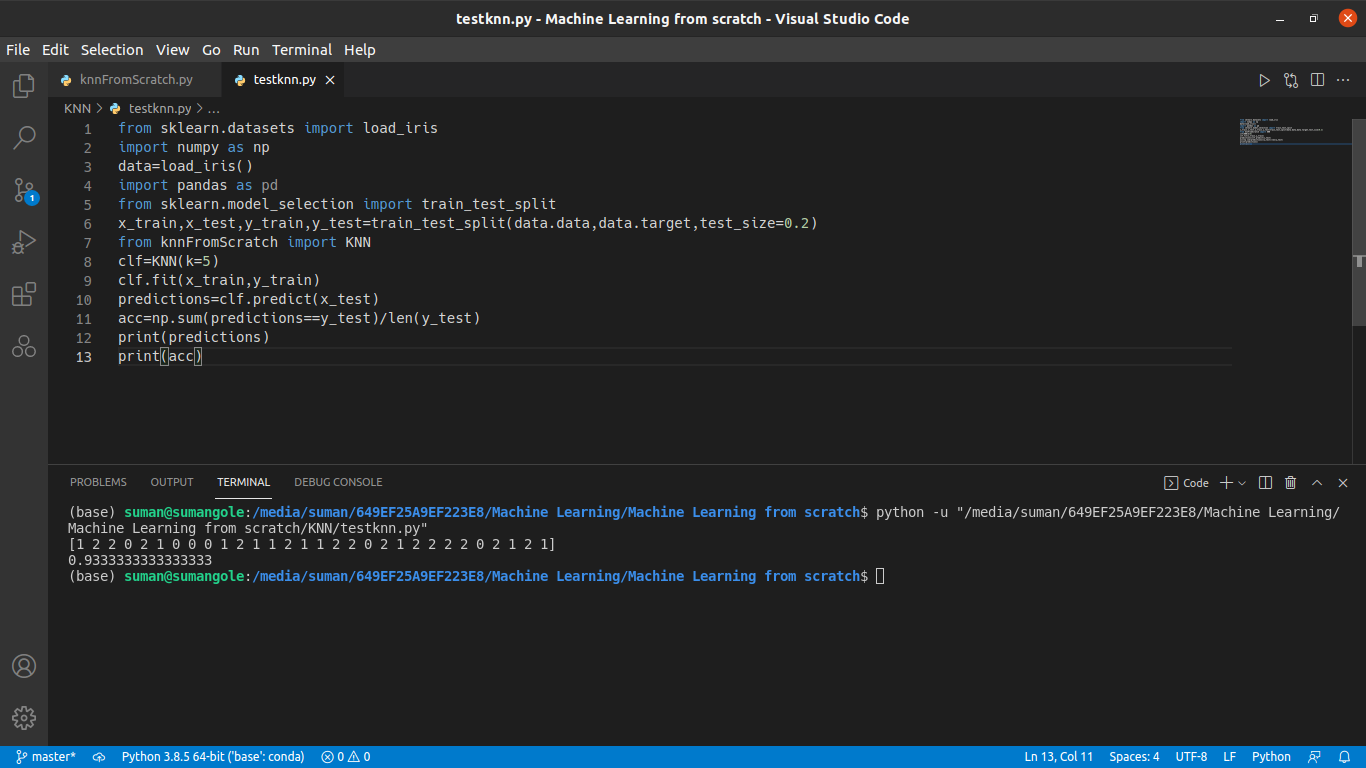 testknn.py - Machine Learning from scratch - Visual Studio Code
File Edit Selection View Go Run Terminal Help
knnFromScratch.py testknn.py
KNN > testknn.py > ...
1 from sklearn.datasets import load_iris
2 import numpy as np
3 data=load_iris()
4 import pandas as pd
5 from sklearn.model_selection import train_test_split
6 x_train,x_test,y_train,y_test=train_test_split(data.data,data.target,test_size=0.2)
7 from knnFromScratch import KNN
8 clf=KNN(k=5)
9 clf.fit(x_train,y_train)
10 predictions=clf.predict(x_test)
11 acc=np.sum(predictions==y_test)/len(y_test)
12 print(predictions)
13 print(acc)
1
PROBLEMS OUTPUT TERMINAL DEBUG CONSOLE Code
(base) suman@sumangole:/media/suman/649EF25A9EF223E8/Machine Learning/Machine Learning from scratch$ python -u "/media/suman/649EF25A9EF223E8/Machine Learning/
Machine Learning from scratch/KNN/testknn.py"
[1 2 2 0 2 1 0 0 0 1 2 1 1 2 1 1 2 2 0 2 1 2 2 2 2 0 2 1 2 1]
0.9333333333333333
(base) suman@sumangole:/media/suman/649EF25A9EF223E8/Machine Learning/Machine Learning from scratch$
master* Python 3.8.5 64-bit ('base': conda) 0 0 Ln 13, Col 11 Spaces: 4 UTF-8 LF Python